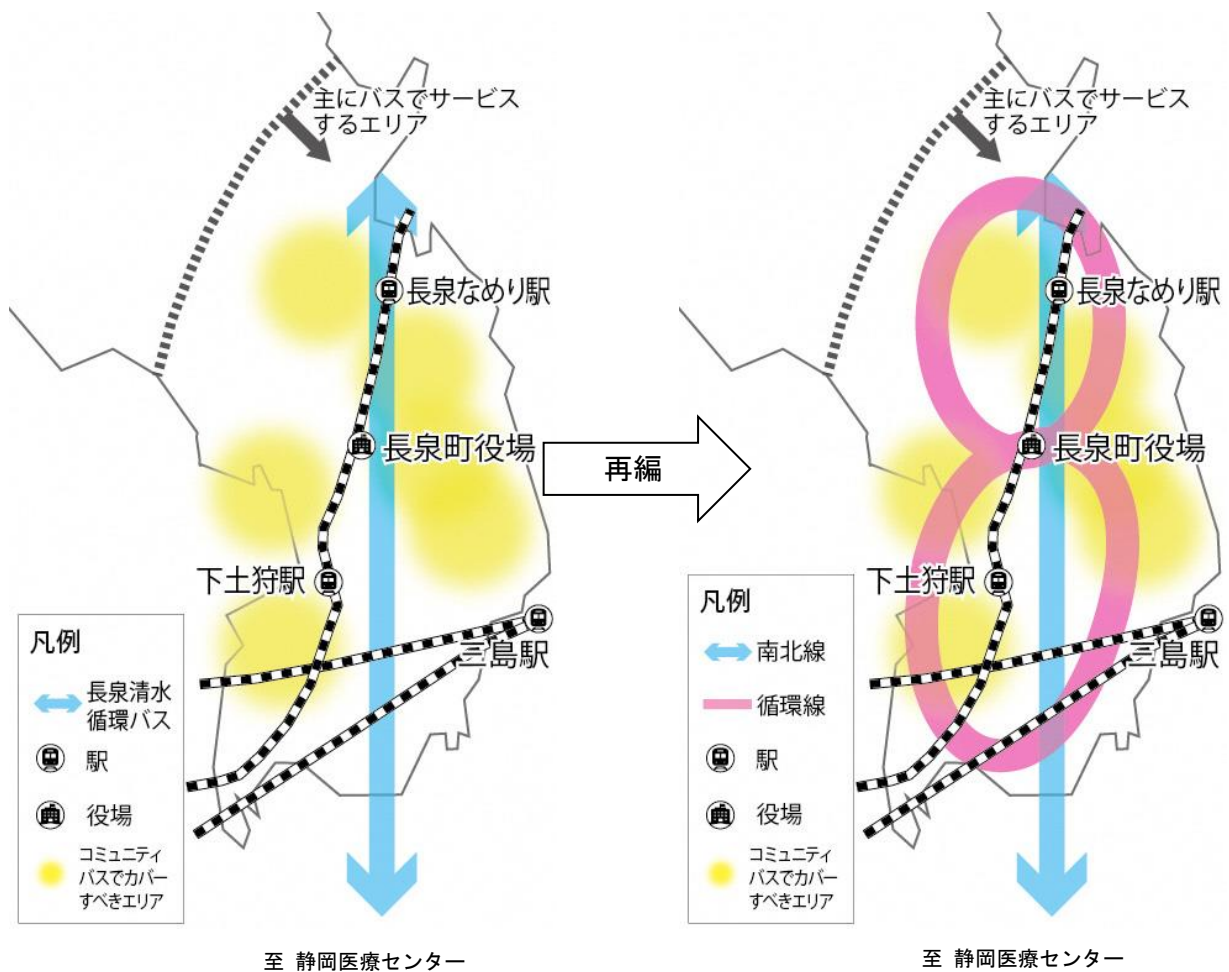 主にバスでサービス
するエリア
長泉なめり駅
長泉町役場
下土狩駅
三島駅
凡例
長泉清水
循環バス
駅
役場
コミュニティ
バスでカバー
すべきエリア
至 静岡医療センター
再編
主にバスでサービス
するエリア
長泉なめり駅
長泉町役場
下土狩駅
三島駅
凡例
南北線
循環線
駅
役場
コミュニティ
バスでカバー
すべきエリア
至 静岡医療センター